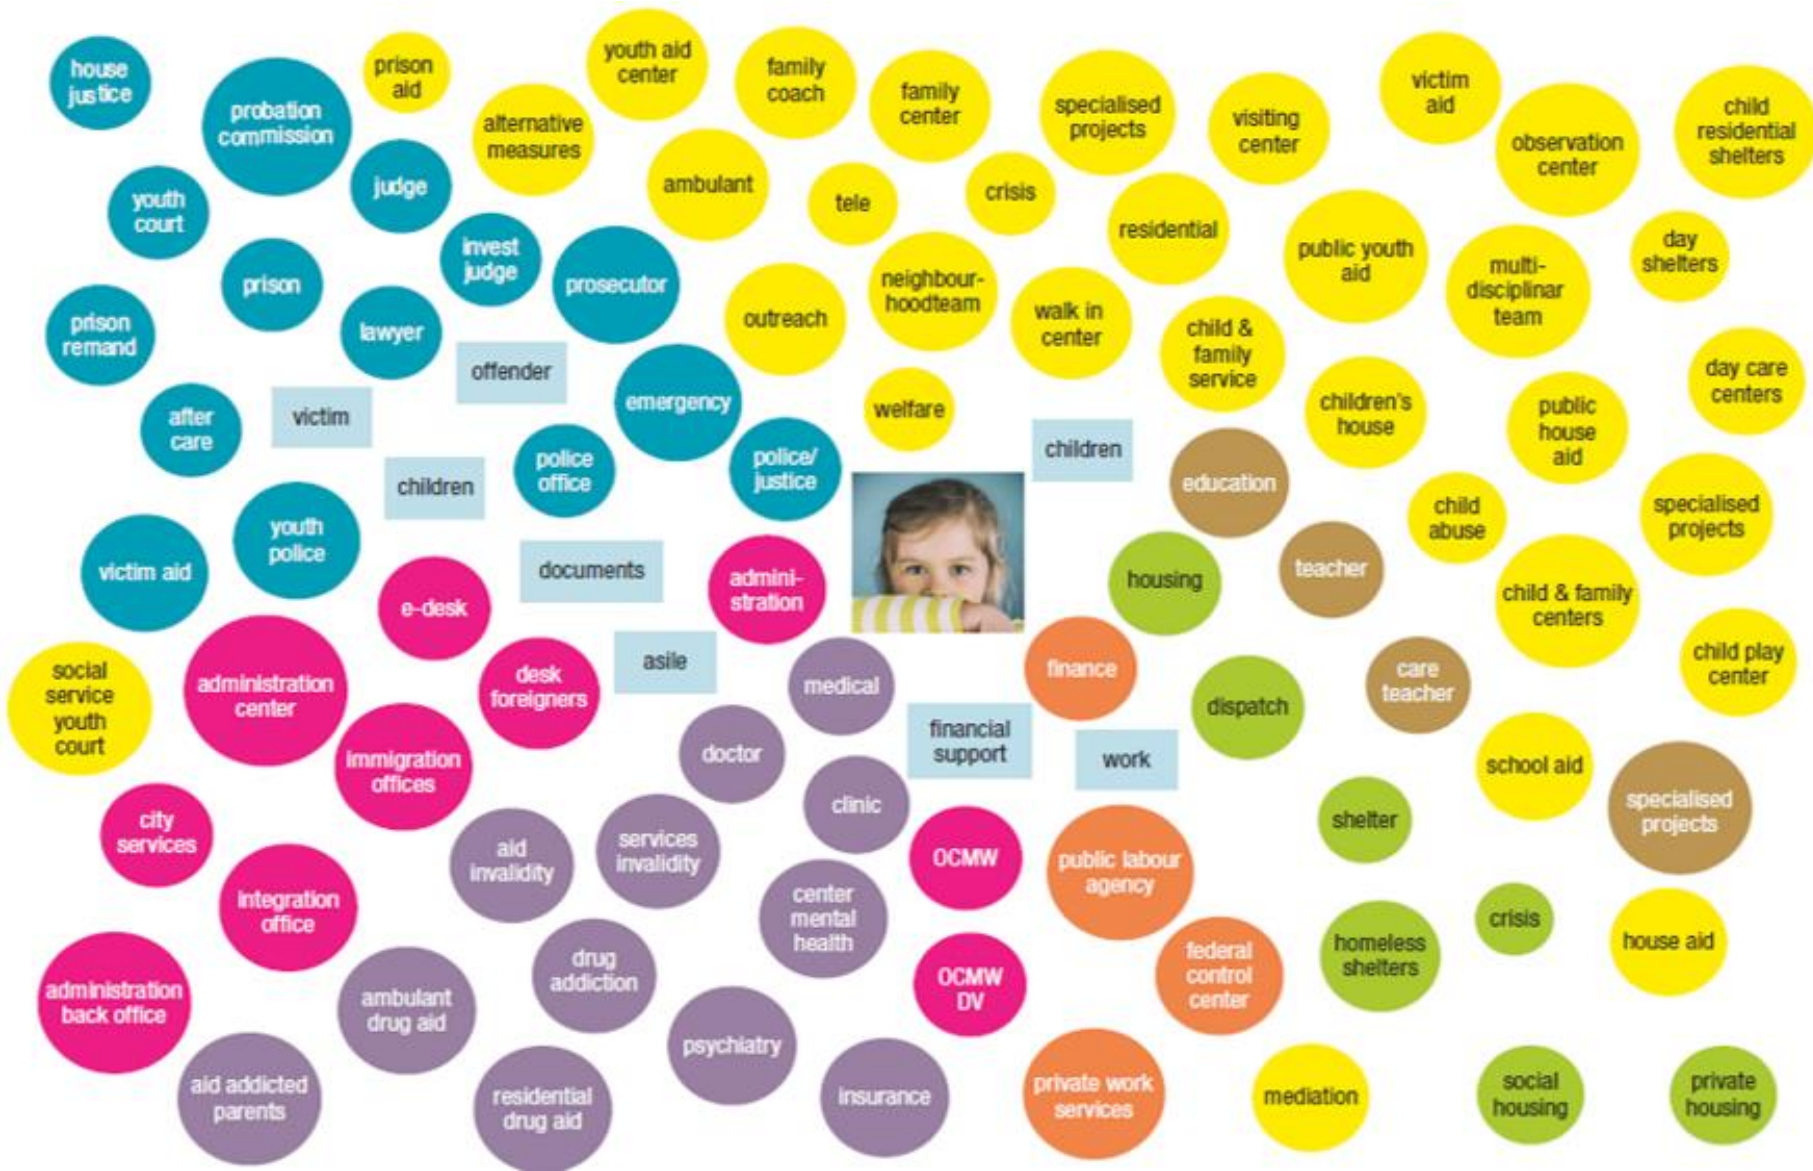 house
justice
probation
commission
prison
aid
youth aid
center
family
coach
family
center
specialised
projects
visiting
center
victim
aid
observation
center
child
residential
shelters
alternative
measures
judge
youth
court
ambulant
tele
crisis
residential
public youth
aid
multi-
disciplinar
team
day
shelters
invest
judge
prosecutor
prison
lawyer
prison
remand
outreach
neighbour-
hoodteam
walk in
center
child &
family
service
offender
victim
emergency
after
care
welfare
children
children's
house
public
house
aid
day care
centers
children
police
office
police/
justice
education
child
abuse
specialised
projects
youth
police
victim aid
documents
e-desk
admini-
stration
housing
teacher
child & family
centers
social
service
youth
court
administration
center
desk
foreigners
asile
medical
finance
dispatch
care
teacher
child play
center
immigration
offices
doctor
clinic
financial
support
work
school aid
specialised
projects
city
services
aid
invalidity
services
invalidity
OCMW
public labour
agency
shelter
integration
office
center
mental
health
crisis
house aid
homeless
shelters
administration
back office
ambulant
drug aid
drug
addiction
OCMW
DV
federal
control
center
psychiatry
aid addicted
parents
residential
drug aid
insurance
private work
services
mediation
social
housing
private
housing